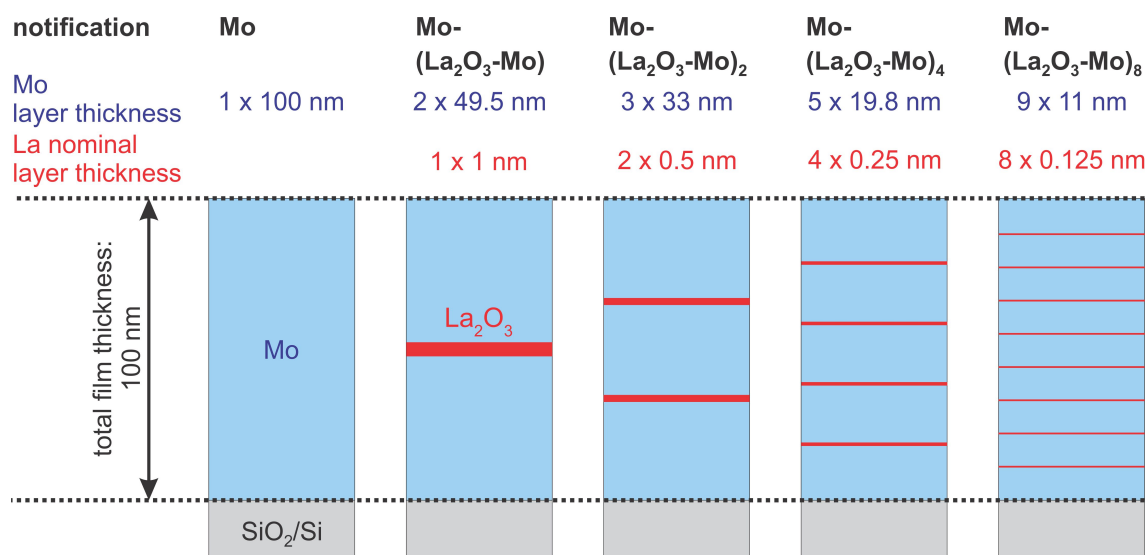 notification Mo Mo- Mo- Mo- Mo-
(La₂O₃-Mo) (La₂O₃-Mo)₂ (La₂O₃-Mo)₄ (La₂O₃-Mo)₈
Mo
layer thickness 1 x 100 nm 2 x 49.5 nm 3 x 33 nm 5 x 19.8 nm 9 x 11 nm
La nominal
layer thickness 1 x 1 nm 2 x 0.5 nm 4 x 0.25 nm 8 x 0.125 nm
total film thickness:
100 nm
Mo
La₂O₃
SiO₂/Si